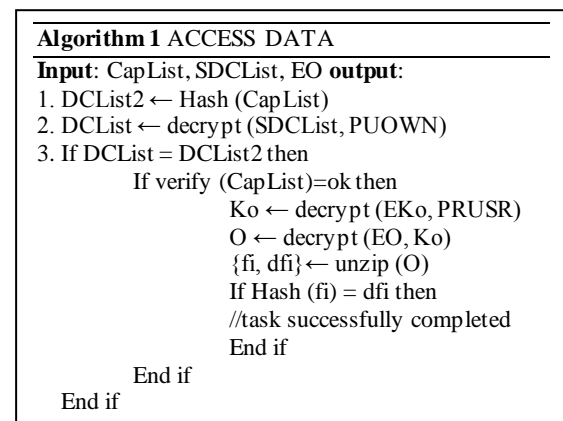 Algorithm 1 ACCESS DATA
Input: CapList, SDCList, EO output:
1. DCList2 ← Hash (CapList)
2. DCList ← decrypt (SDCList, PUOWN)
3. If DCList = DCList2 then
If verify (CapList)=ok then
Ko ← decrypt (EKo, PRUSR)
O ← decrypt (EO, Ko)
{fi, dfi} ← unzip (O)
If Hash (fi) = dfi then
//task successfully completed
End if
End if
End if